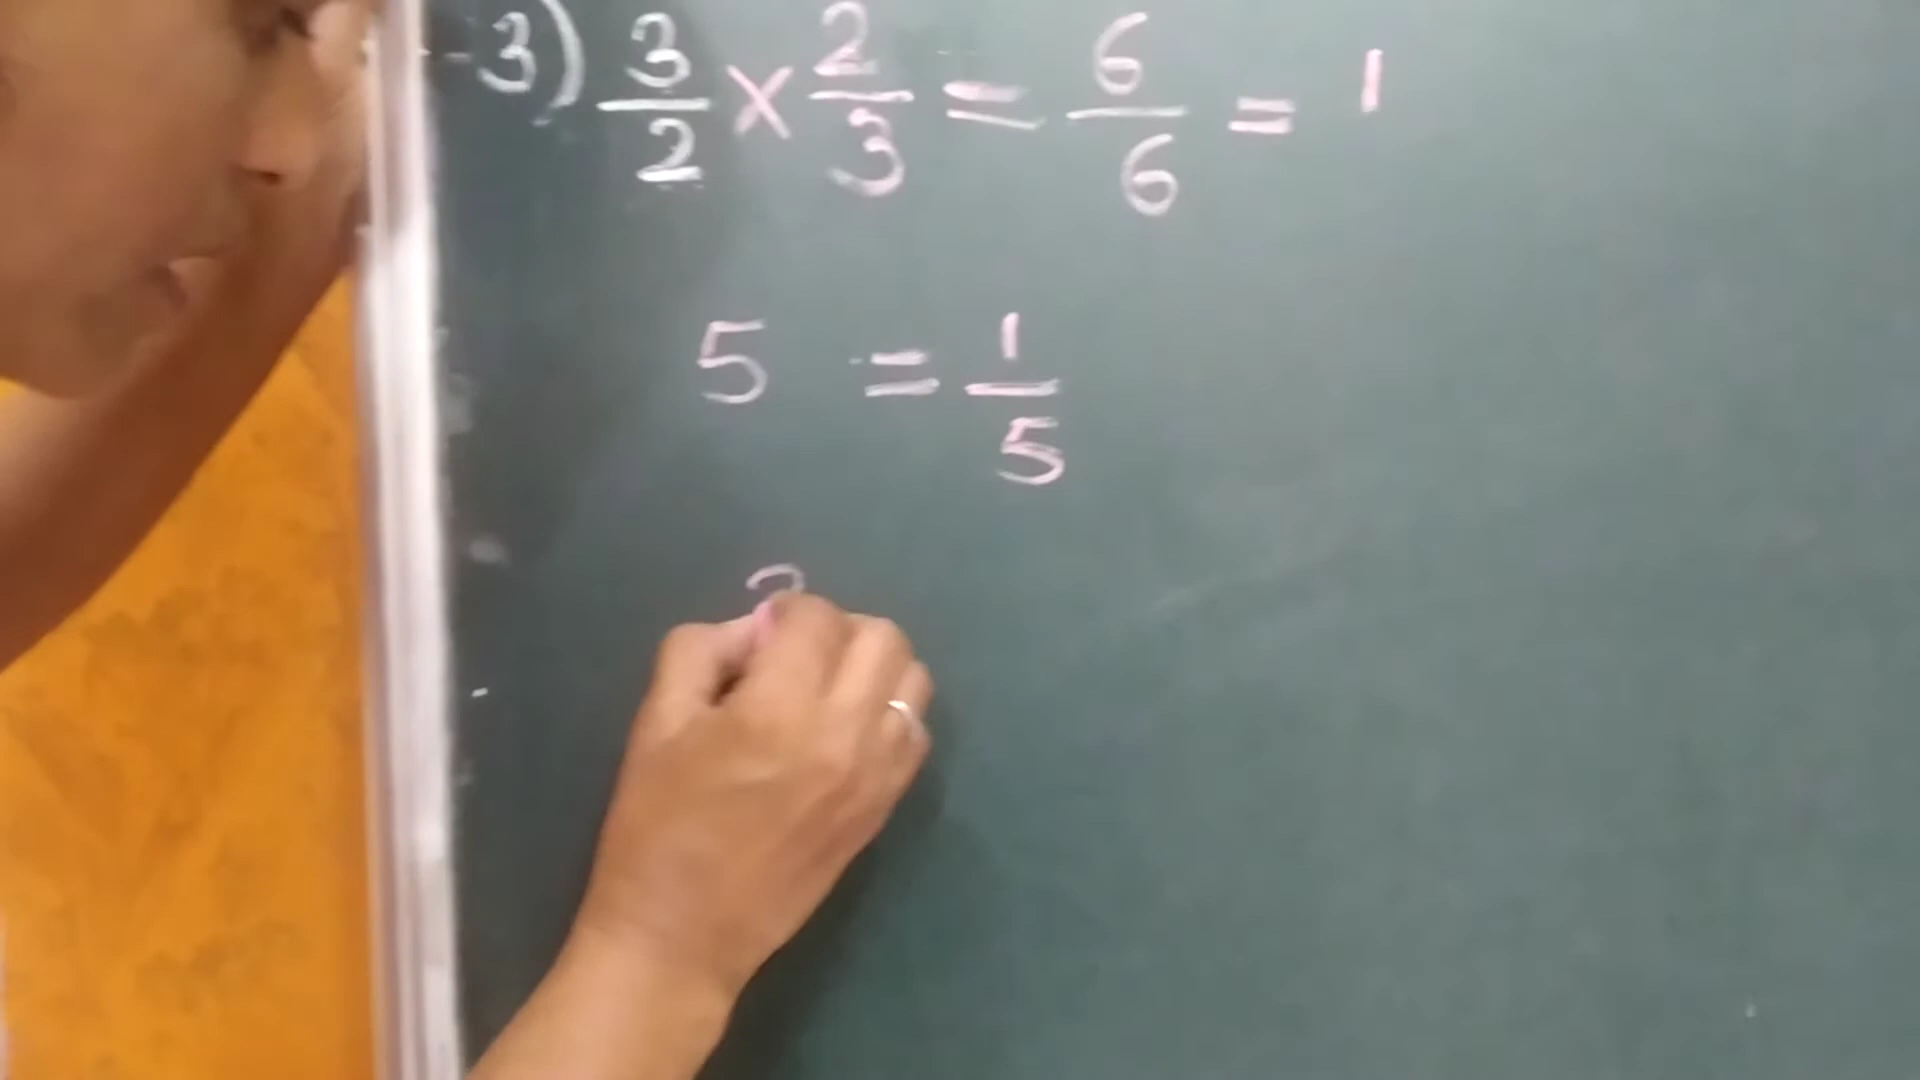 3) 3/2 × 2/3 = 6/6 = 1
5 = 1/5